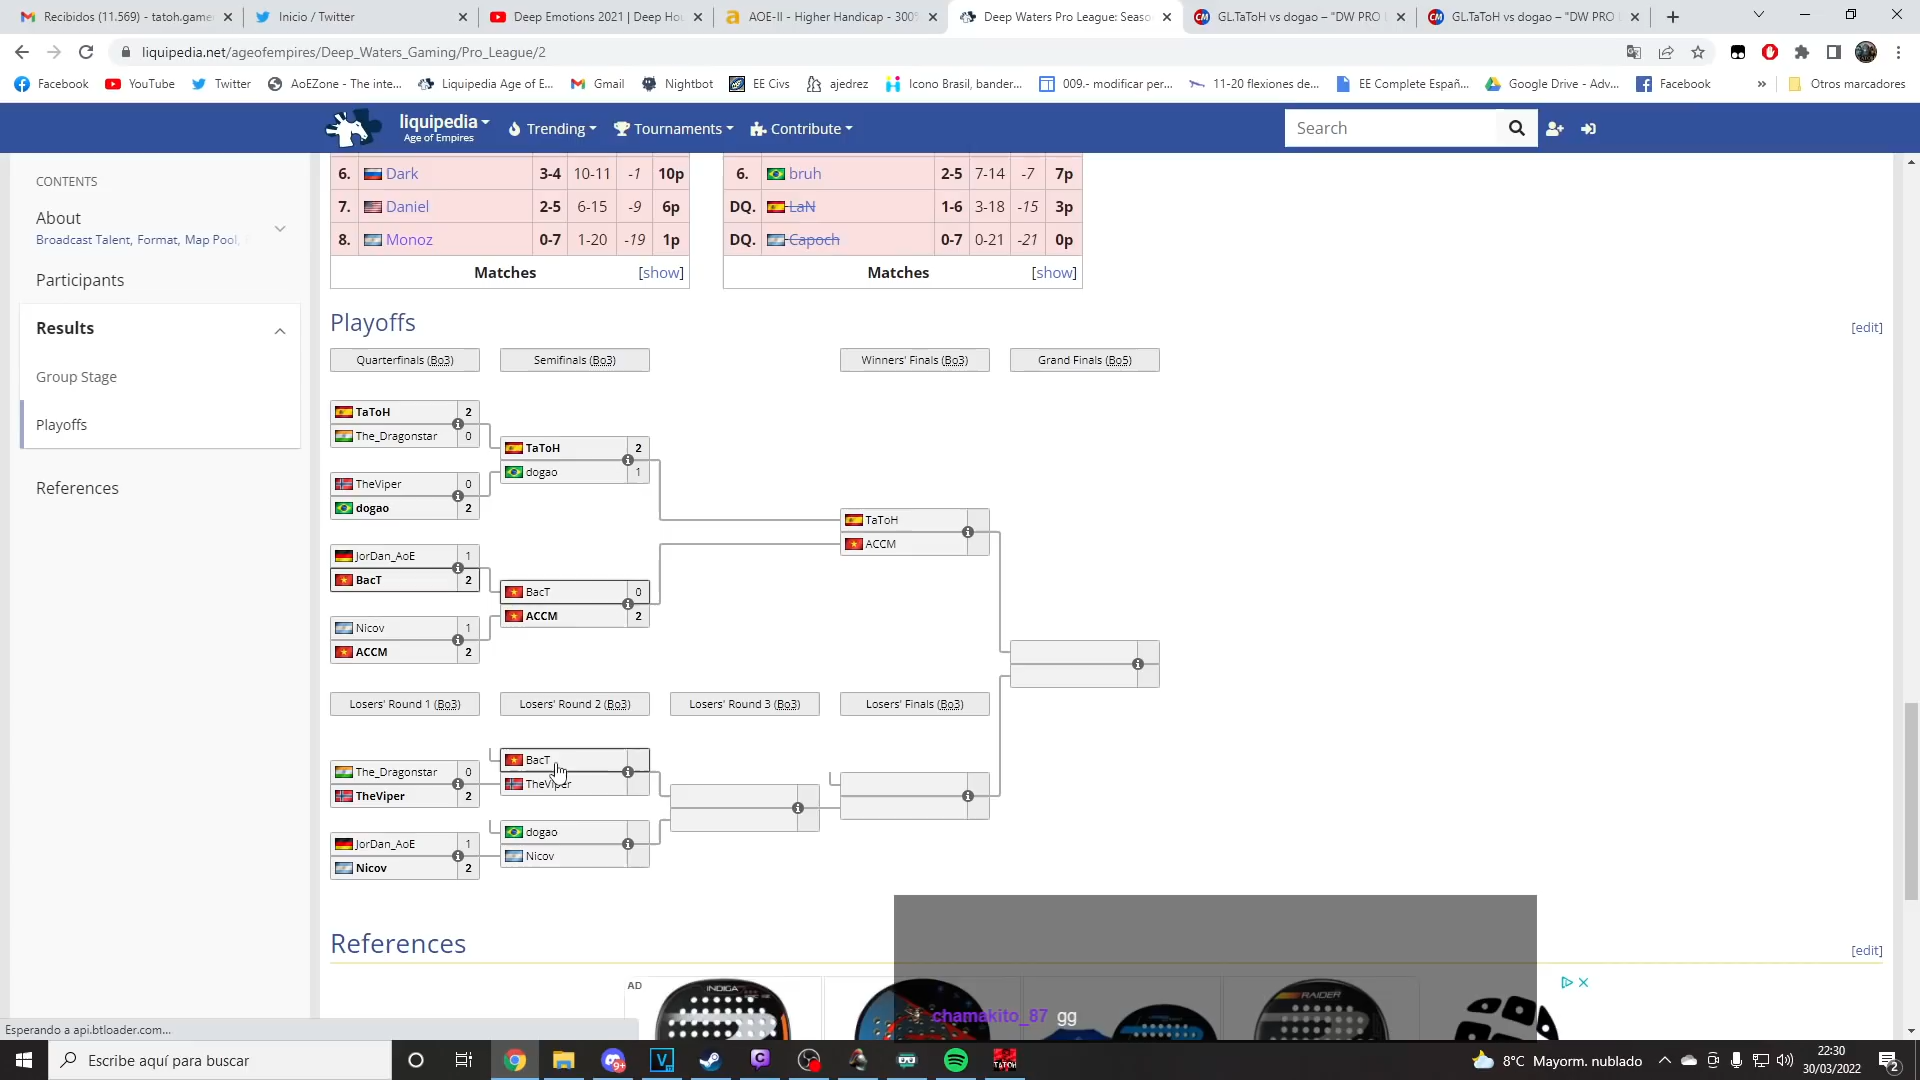 Recibidos (11.569) - tatoh.game
Inicio / Twitter
Deep Emotions 2021 | Deep Hou
AOE-II - Higher Handicap - 300%
Deep Waters Pro League: Seaso
GL.TaToH vs dogao – "DW PRO
GL.TaToH vs dogao – "DW PRO
liquipedia.net/ageofempires/Deep_Waters_Gaming/Pro_League/2
Facebook
YouTube
Twitter
AoEZone - The inte...
Liquipedia Age of E...
Gmail
Nightbot
EE Civs
ajedrez
Icono Brasil, bander...
009.- modificar per...
11-20 flexiones de...
EE Complete Españ...
Google Drive - Adv...
Facebook
»
Otros marcadores
liquipedia
Age of Empires
Trending
Tournaments
Contribute
Search
CONTENTS
About
Broadcast Talent, Format, Map Pool,
Participants
Results
Group Stage
Playoffs
References
6. Dark 3-4 10-11 -1 10p
7. Daniel 2-5 6-15 -9 6p
8. Monoz 0-7 1-20 -19 1p
Matches [show]
6. bruh 2-5 7-14 -7 7p
DQ. LaN 1-6 3-18 -15 3p
DQ. Capoch 0-7 0-21 -21 0p
Matches [show]
Playoffs
[edit]
Quarterfinals (Bo3)
Semifinals (Bo3)
Winners' Finals (Bo3)
Grand Finals (Bo5)
TaToH 2
The_Dragonstar 0
TheViper 0
dogao 2
JorDan_AoE 1
BacT 2
Nicov 1
ACCM 2
TaToH 2
dogao 1
BacT 0
ACCM 2
TaToH
ACCM
Losers' Round 1 (Bo3)
Losers' Round 2 (Bo3)
Losers' Round 3 (Bo3)
Losers' Finals (Bo3)
The_Dragonstar 0
TheViper 2
JorDan_AoE 1
Nicov 2
BacT
TheViper
dogao
Nicov
References
[edit]
AD
INDIGA
RAIDER
chamakito_87 gg
Esperando a api.btloader.com...
Escribe aquí para buscar
9+
TATOH
8°C Mayorm. nublado
22:30
30/03/2022
2